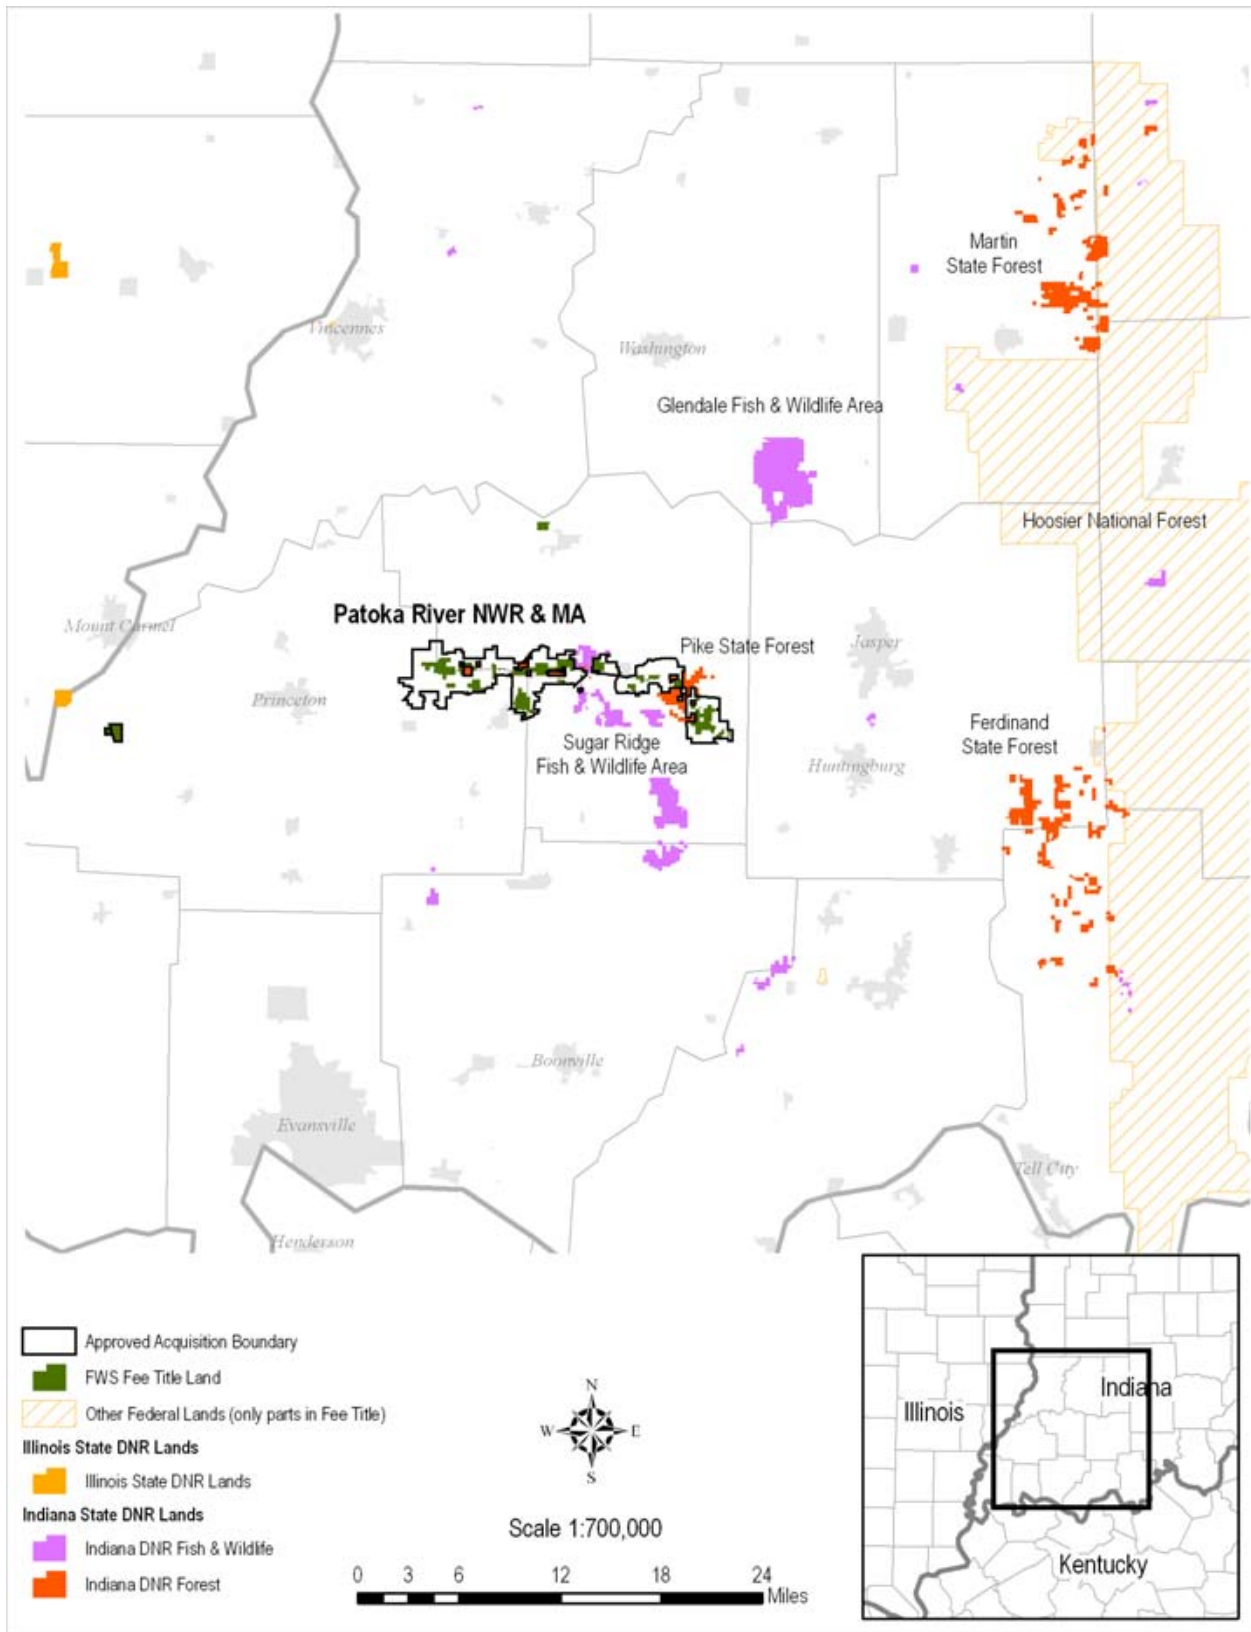 Martin
State Forest
Vincennes
Washington
Glendale Fish & Wildlife Area
Hoosier National Forest
Patoka River NWR & MA
Mount Carmel
Jasper
Pike State Forest
Princeton
Ferdinand
State Forest
Sugar Ridge
Fish & Wildlife Area
Huntingburg
Boonville
Evansville
Tell City
Henderson
Approved Acquisition Boundary
FWS Fee Title Land
Other Federal Lands (only parts in Fee Title)
Illinois State DNR Lands
Illinois State DNR Lands
Indiana State DNR Lands
Indiana DNR Fish & Wildlife
Indiana DNR Forest
N
W E
S
Scale 1:700,000
0 3 6 12 18 24
Miles
Indiana
Illinois
Kentucky